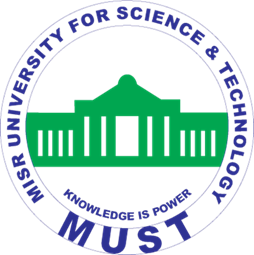 MISR UNIVERSITY FOR SCIENCE & TECHNOLOGY
KNOWLEDGE IS POWER
MUST